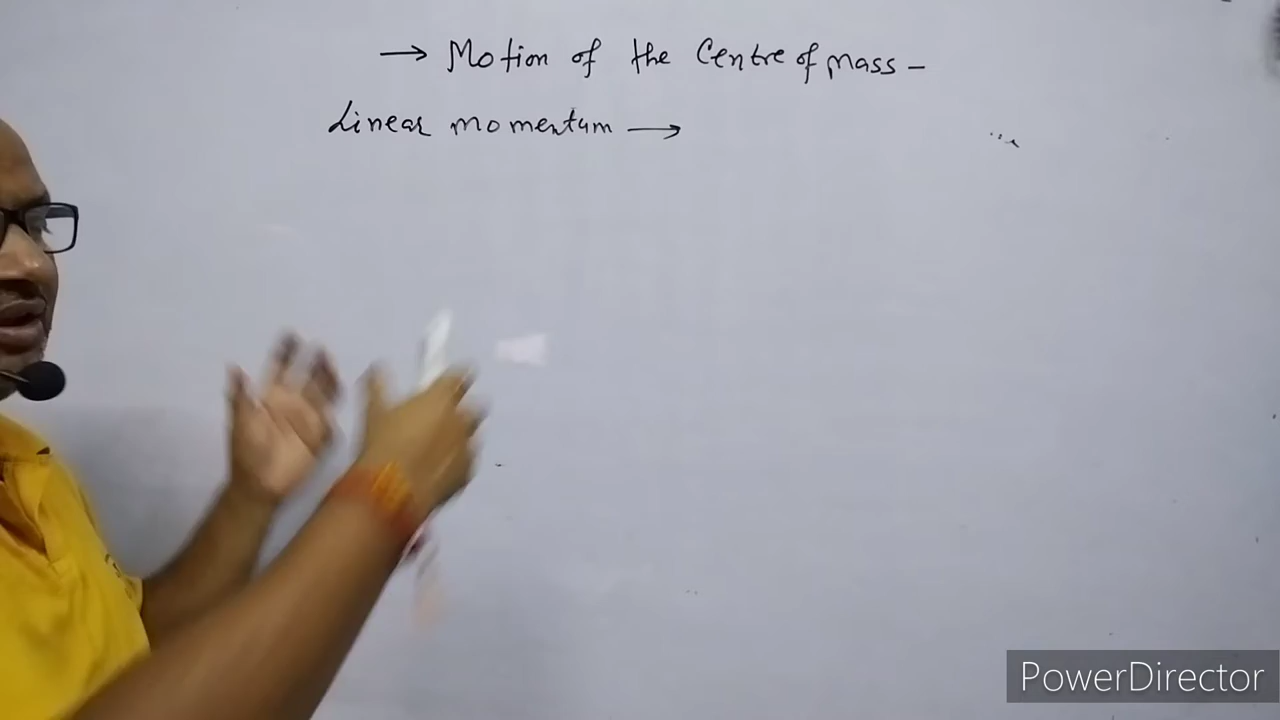 → Motion of the Centre of mass –
Linear momentum →
PowerDirector